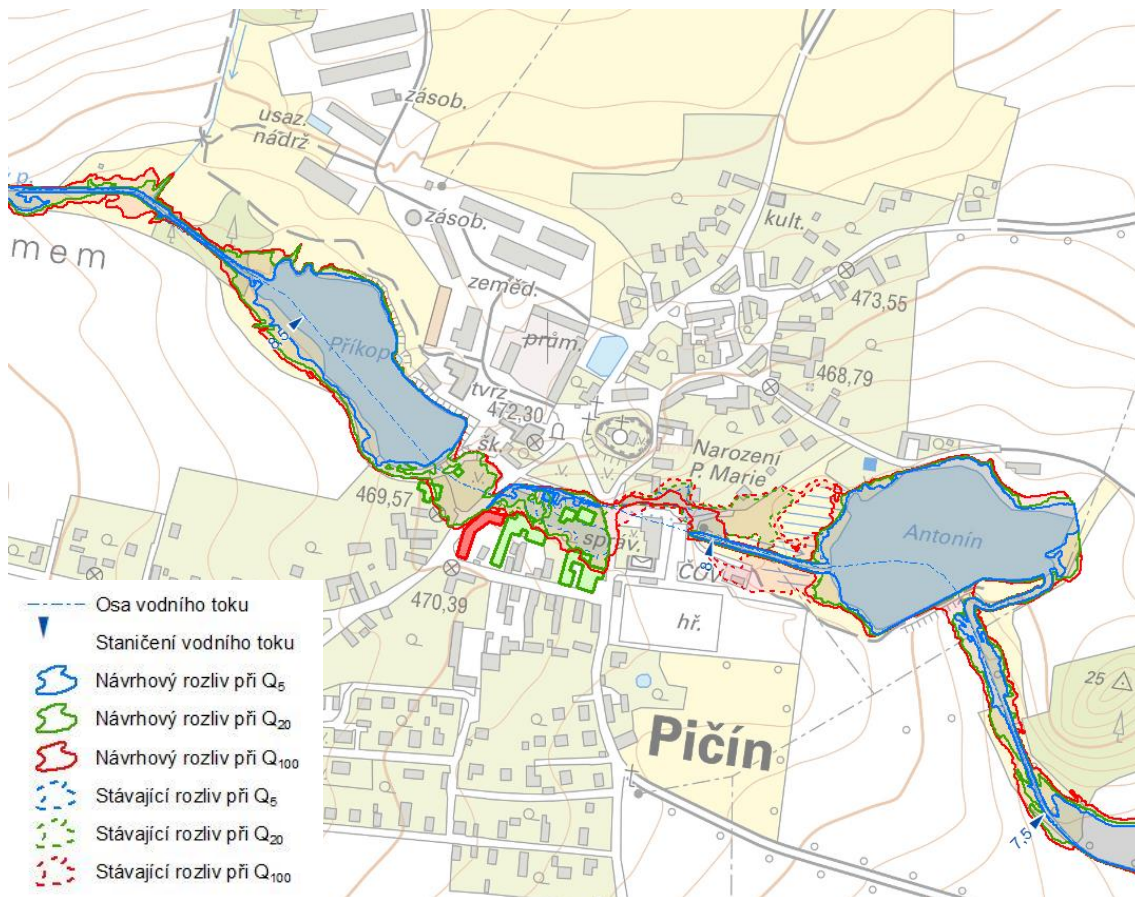 zásob.
usaz.
nádrž
p.
mem
zásob.
kult.
zeměd.
473,55
8,5
Příkop
prům.
468,79
tvrz
472,30
šk.
Narození
P. Marie
469,57
Antonín
správ.
8
ČOV
470,39
hř.
25
Pičín
7,5
Osa vodního toku
Staničení vodního toku
Návrhový rozliv při Q5
Návrhový rozliv při Q20
Návrhový rozliv při Q100
Stávající rozliv při Q5
Stávající rozliv při Q20
Stávající rozliv při Q100